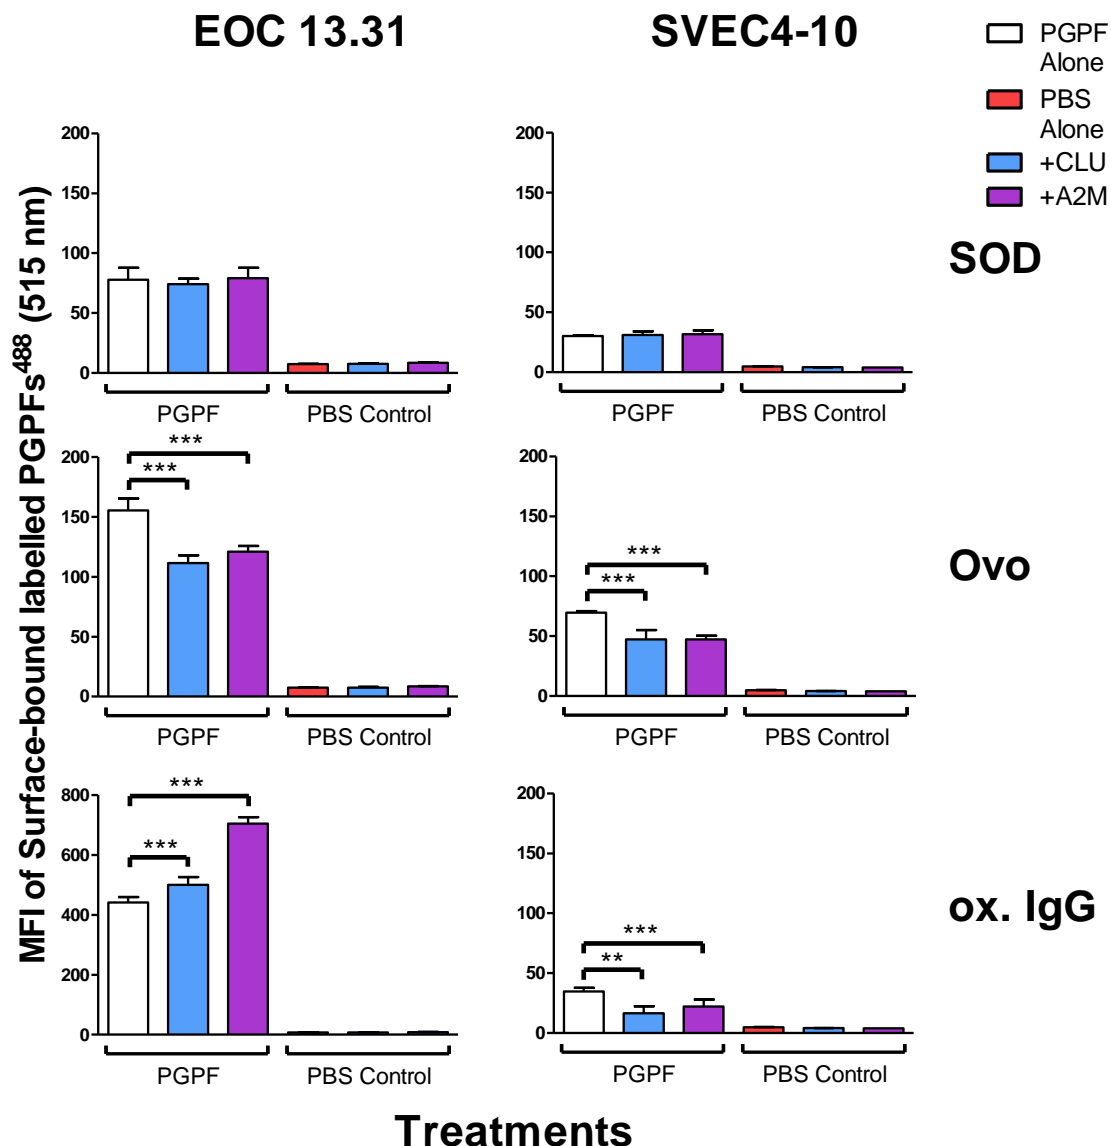 EOC 13.31
SVEC4-10
PGPF
Alone
PBS
Alone
+CLU
+A2M
MFI of Surface-bound labelled PGPFs488 (515 nm)
200
150
100
50
0
PGPF
PBS Control
200
150
100
50
0
PGPF
PBS Control
SOD
200
150
100
50
0
***
***
PGPF
PBS Control
200
150
100
50
0
***
***
PGPF
PBS Control
Ovo
800
600
400
200
0
***
***
PGPF
PBS Control
200
150
100
50
0
***
**
PGPF
PBS Control
ox. IgG
Treatments